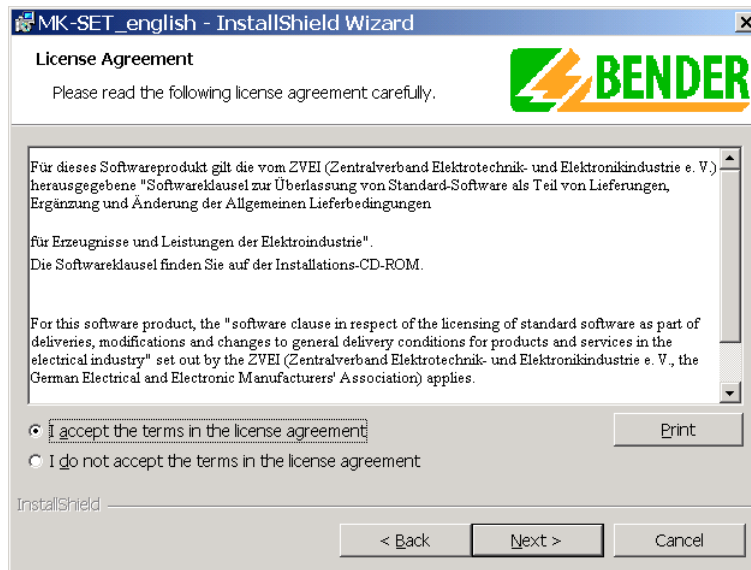 MK-SET_english - InstallShield Wizard
License Agreement
Please read the following license agreement carefully.
BENDER
Für dieses Softwareprodukt gilt die vom ZVEI (Zentralverband Elektrotechnik- und Elektronikindustrie e. V.)
herausgegebene "Softwareklausel zur Überlassung von Standard-Software als Teil von Lieferungen,
Ergänzung und Änderung der Allgemeinen Lieferbedingungen
für Erzeugnisse und Leistungen der Elektroindustrie".
Die Softwareklausel finden Sie auf der Installations-CD-ROM.
For this software product, the "software clause in respect of the licensing of standard software as part of
deliveries, modifications and changes to general delivery conditions for products and services in the
electrical industry" set out by the ZVEI (Zentralverband Elektrotechnik- und Elektronikindustrie e. V., the
German Electrical and Electronic Manufacturers' Association) applies.
I accept the terms in the license agreement
Print
I do not accept the terms in the license agreement
InstallShield
< Back
Next >
Cancel